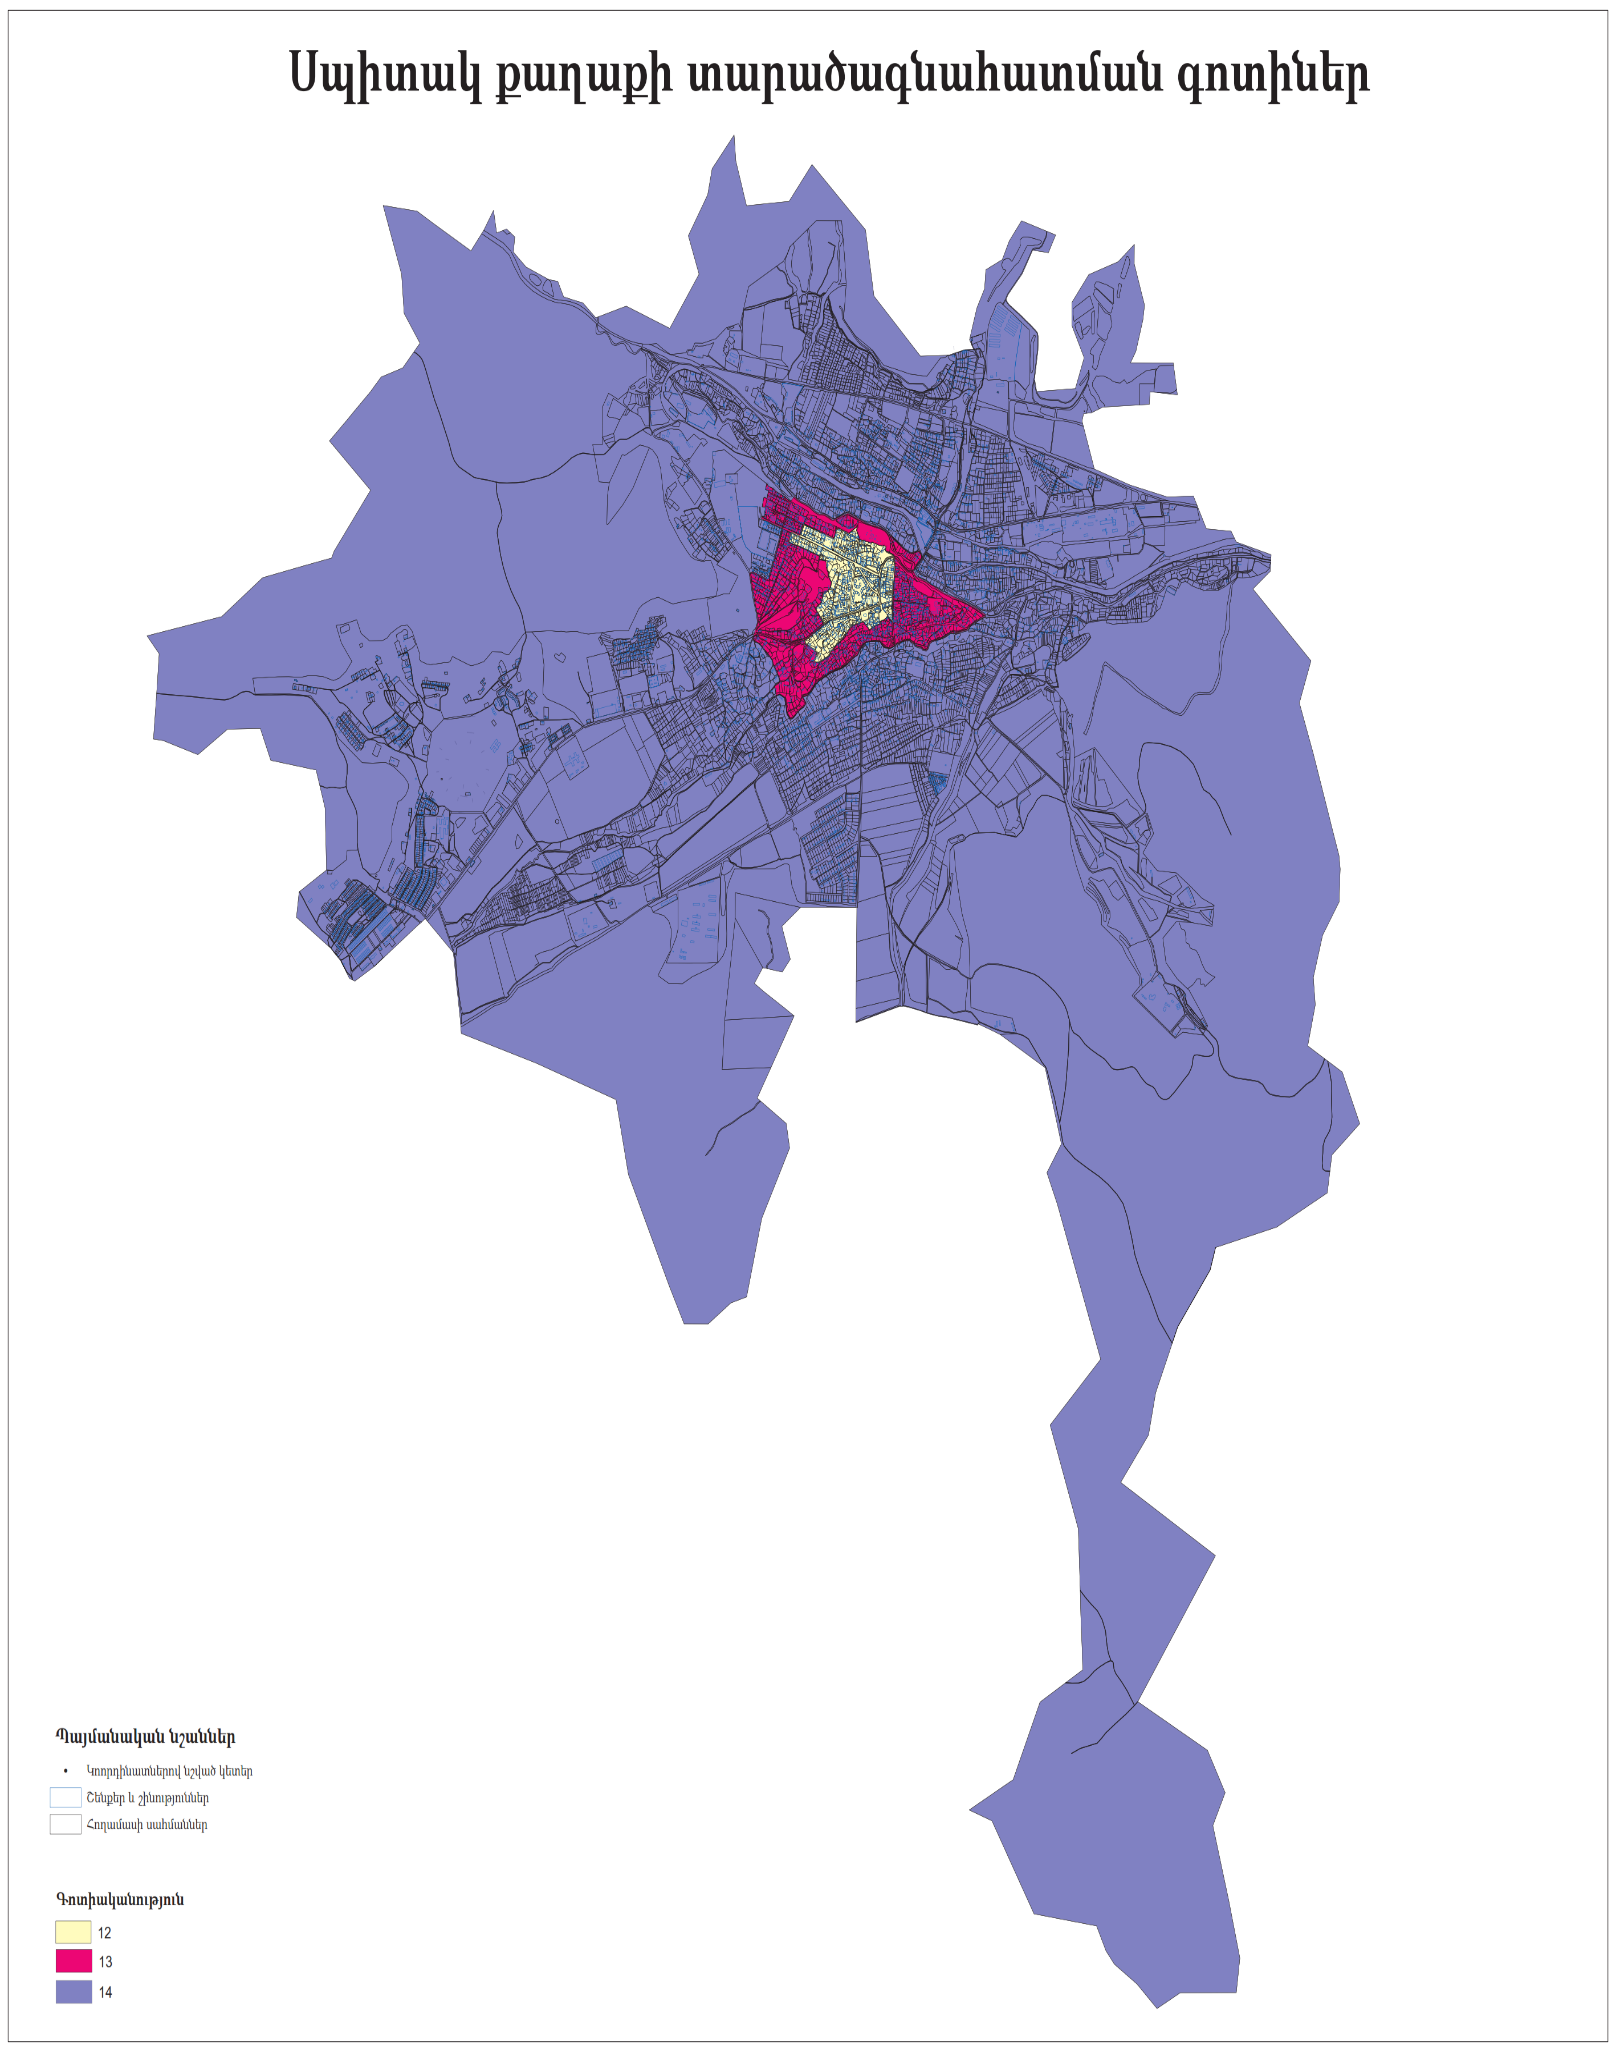 Սպիտակ քաղաքի տարածագնահատման գոտիներ
Պայմանական նշաններ
Կոորդինատներով նշված կետեր
Շենքեր և շինություններ
Հողամասի սահմաններ
Գոտիականություն
12
13
14